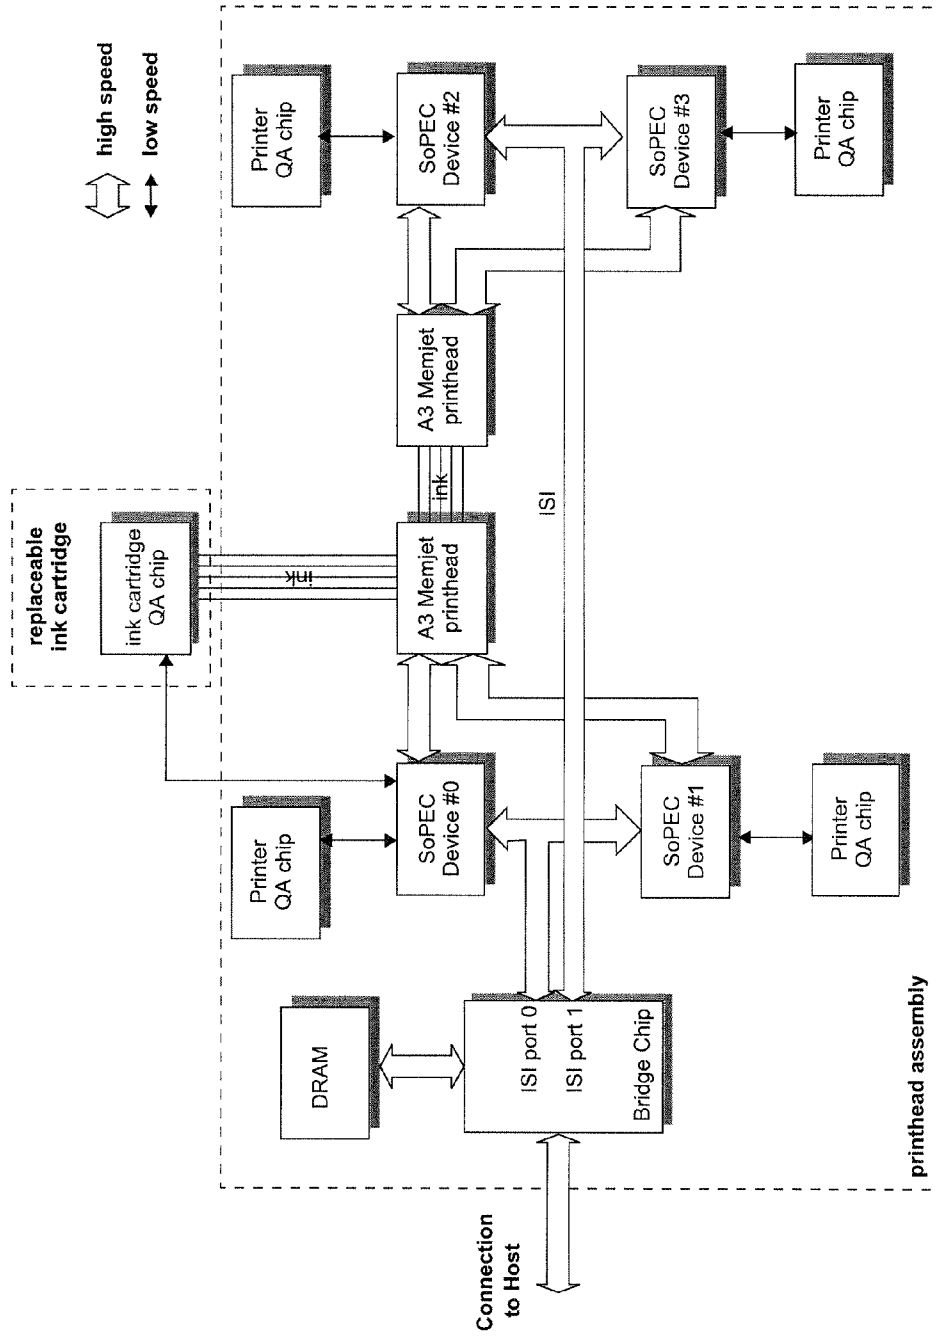 replaceable
ink cartridge
ink cartridge
QA chip
high speed
low speed
Printer
QA chip
Printer
QA chip
DRAM
ink
SoPEC
Device #0
A3 Memjet
printhead
ink
A3 Memjet
printhead
SoPEC
Device #2
Connection
to Host
ISI port 0
ISI port 1
Bridge Chip
ISI
SoPEC
Device #1
SoPEC
Device #3
Printer
QA chip
Printer
QA chip
printhead assembly